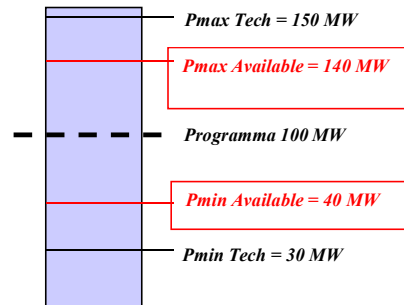 Pmax Tech = 150 MW
Pmax Available = 140 MW
Programma 100 MW
Pmin Available = 40 MW
Pmin Tech = 30 MW